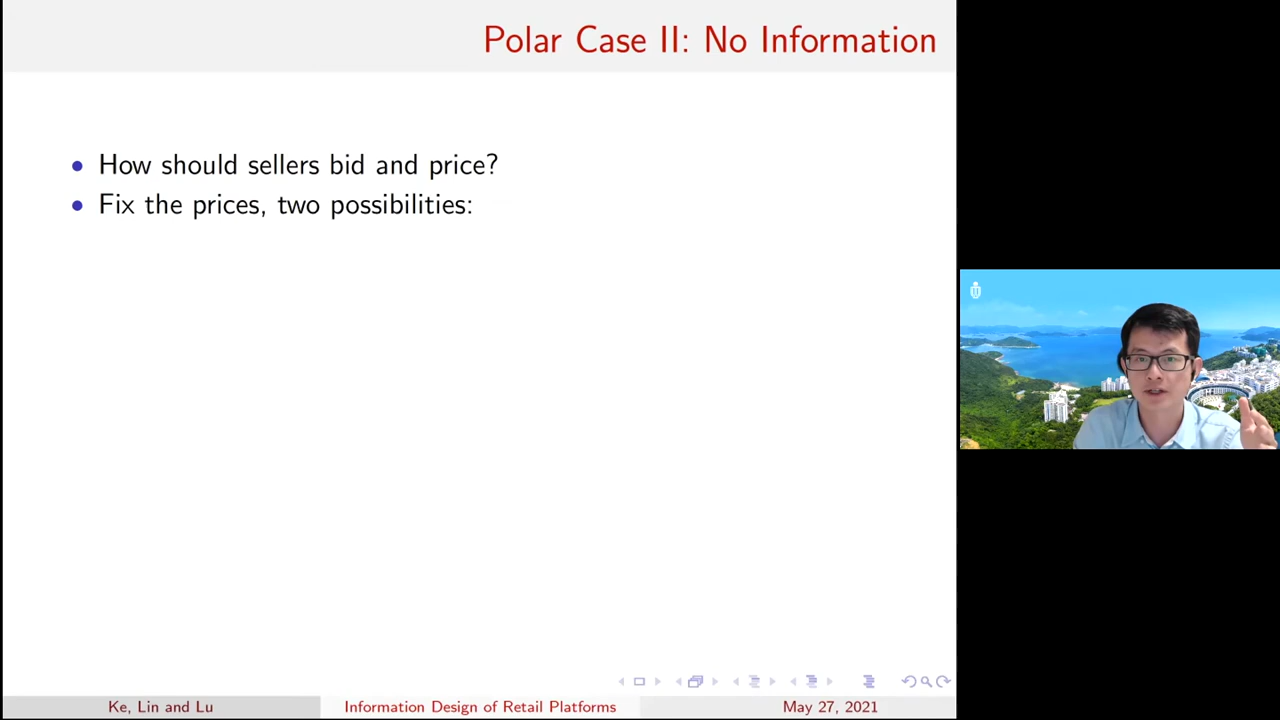 Polar Case II: No Information
• How should sellers bid and price?
• Fix the prices, two possibilities:
Ke, Lin and Lu
Information Design of Retail Platforms
May 27, 2021